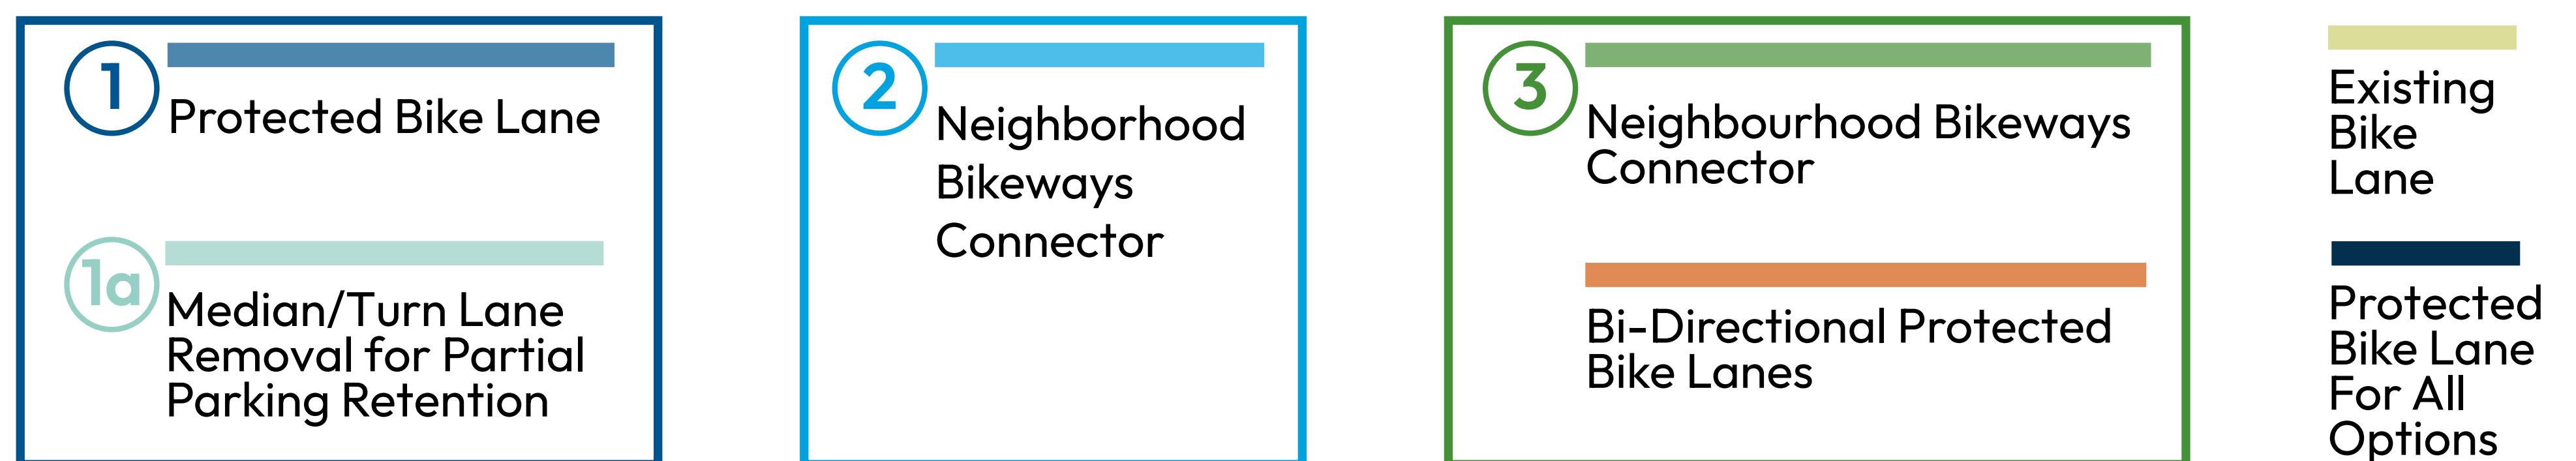 1
Protected Bike Lane
1a
Median/Turn Lane
Removal for Partial
Parking Retention
2
Neighborhood
Bikeways
Connector
3
Neighbourhood Bikeways
Connector
Bi-Directional Protected
Bike Lanes
Existing
Bike
Lane
Protected
Bike Lane
For All
Options